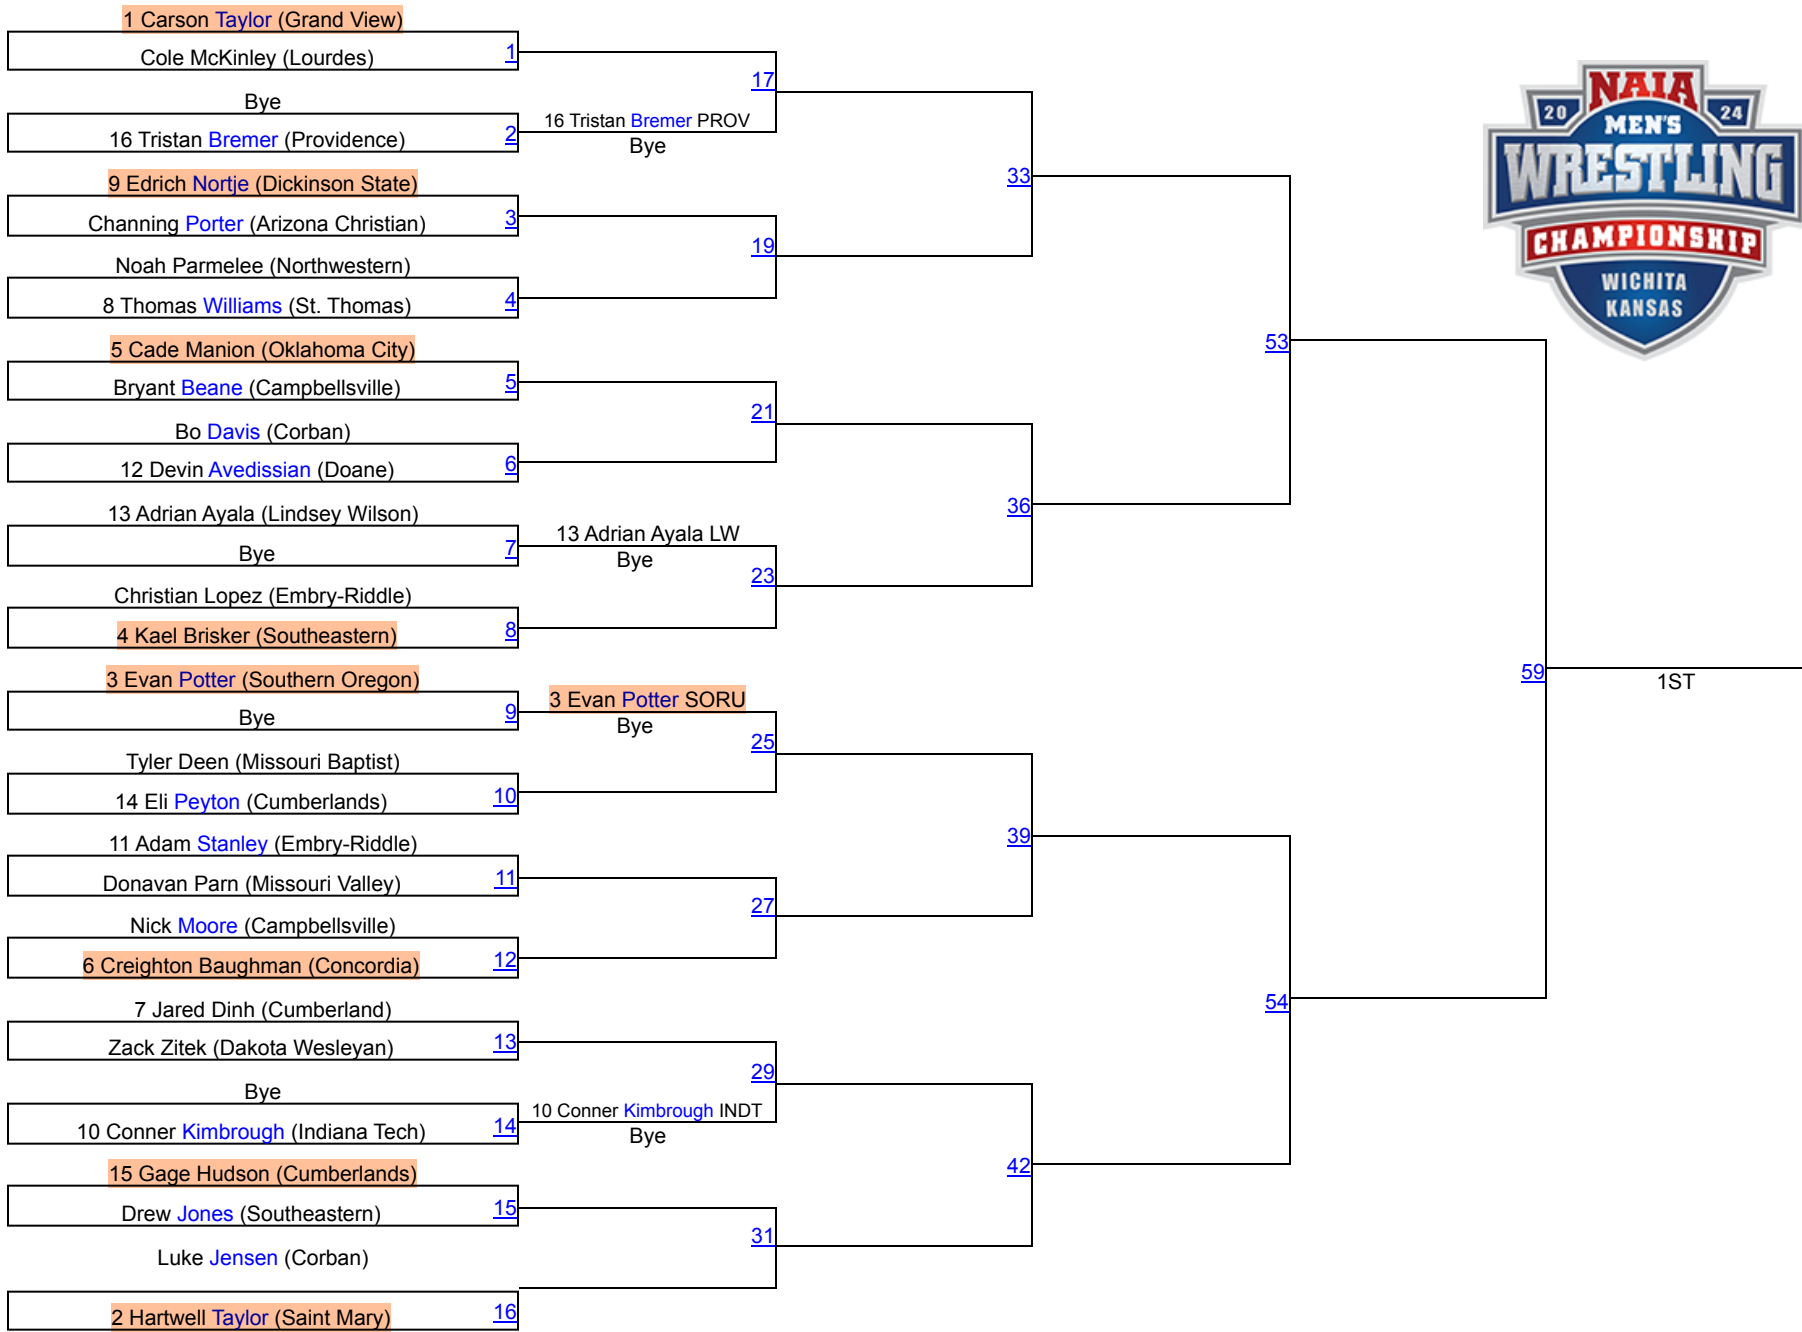 1 Carson Taylor (Grand View)
Cole McKinley (Lourdes)
1
Bye
16 Tristan Bremer (Providence)
2
9 Edrich Nortje (Dickinson State)
Channing Porter (Arizona Christian)
3
Noah Parmelee (Northwestern)
8 Thomas Williams (St. Thomas)
4
5 Cade Manion (Oklahoma City)
Bryant Beane (Campbellsville)
5
Bo Davis (Corban)
12 Devin Avedissian (Doane)
6
13 Adrian Ayala (Lindsey Wilson)
Bye
7
Christian Lopez (Embry-Riddle)
4 Kael Brisker (Southeastern)
8
3 Evan Potter (Southern Oregon)
Bye
9
Tyler Deen (Missouri Baptist)
14 Eli Peyton (Cumberlands)
10
11 Adam Stanley (Embry-Riddle)
Donavan Parn (Missouri Valley)
11
Nick Moore (Campbellsville)
6 Creighton Baughman (Concordia)
12
7 Jared Dinh (Cumberland)
Zack Zitek (Dakota Wesleyan)
13
Bye
10 Conner Kimbrough (Indiana Tech)
14
15 Gage Hudson (Cumberlands)
Drew Jones (Southeastern)
15
Luke Jensen (Corban)
2 Hartwell Taylor (Saint Mary)
16
17
16 Tristan Bremer PROV
Bye
19
21
13 Adrian Ayala LW
Bye
23
3 Evan Potter SORU
Bye
25
27
29
10 Conner Kimbrough INDT
Bye
31
33
36
39
42
53
54
59
1ST
NAIA
20 24
MEN'S
WRESTLING
CHAMPIONSHIP
WICHITA
KANSAS